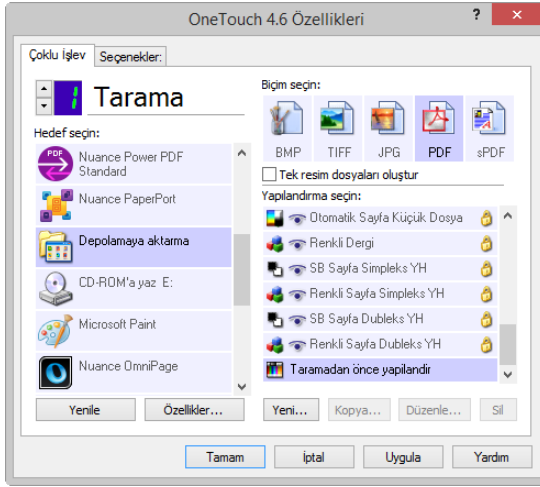 OneTouch 4.6 Özellikleri
?
Çoklu İşlev
Seçenekler:
1
Tarama
Hedef seçin:
PDF
Nuance Power PDF
Standard
Nuance PaperPort
Depolamaya aktarma
CD-ROM'a yaz E:
Microsoft Paint
Nuance OmniPage
Yenile
Özellikler...
Biçim seçin:
BMP
TIFF
JPG
PDF
sPDF
Tek resim dosyaları oluştur
Yapılandırma seçin:
Otomatik Sayfa Küçük Dosya
Renkli Dergi
SB Sayfa Simpleks YH
Renkli Sayfa Simpleks YH
SB Sayfa Dubleks YH
Renkli Sayfa Dubleks YH
Taramadan önce yapilandir
Yeni...
Kopya...
Düzenle...
Sil
Tamam
İptal
Uygula
Yardım